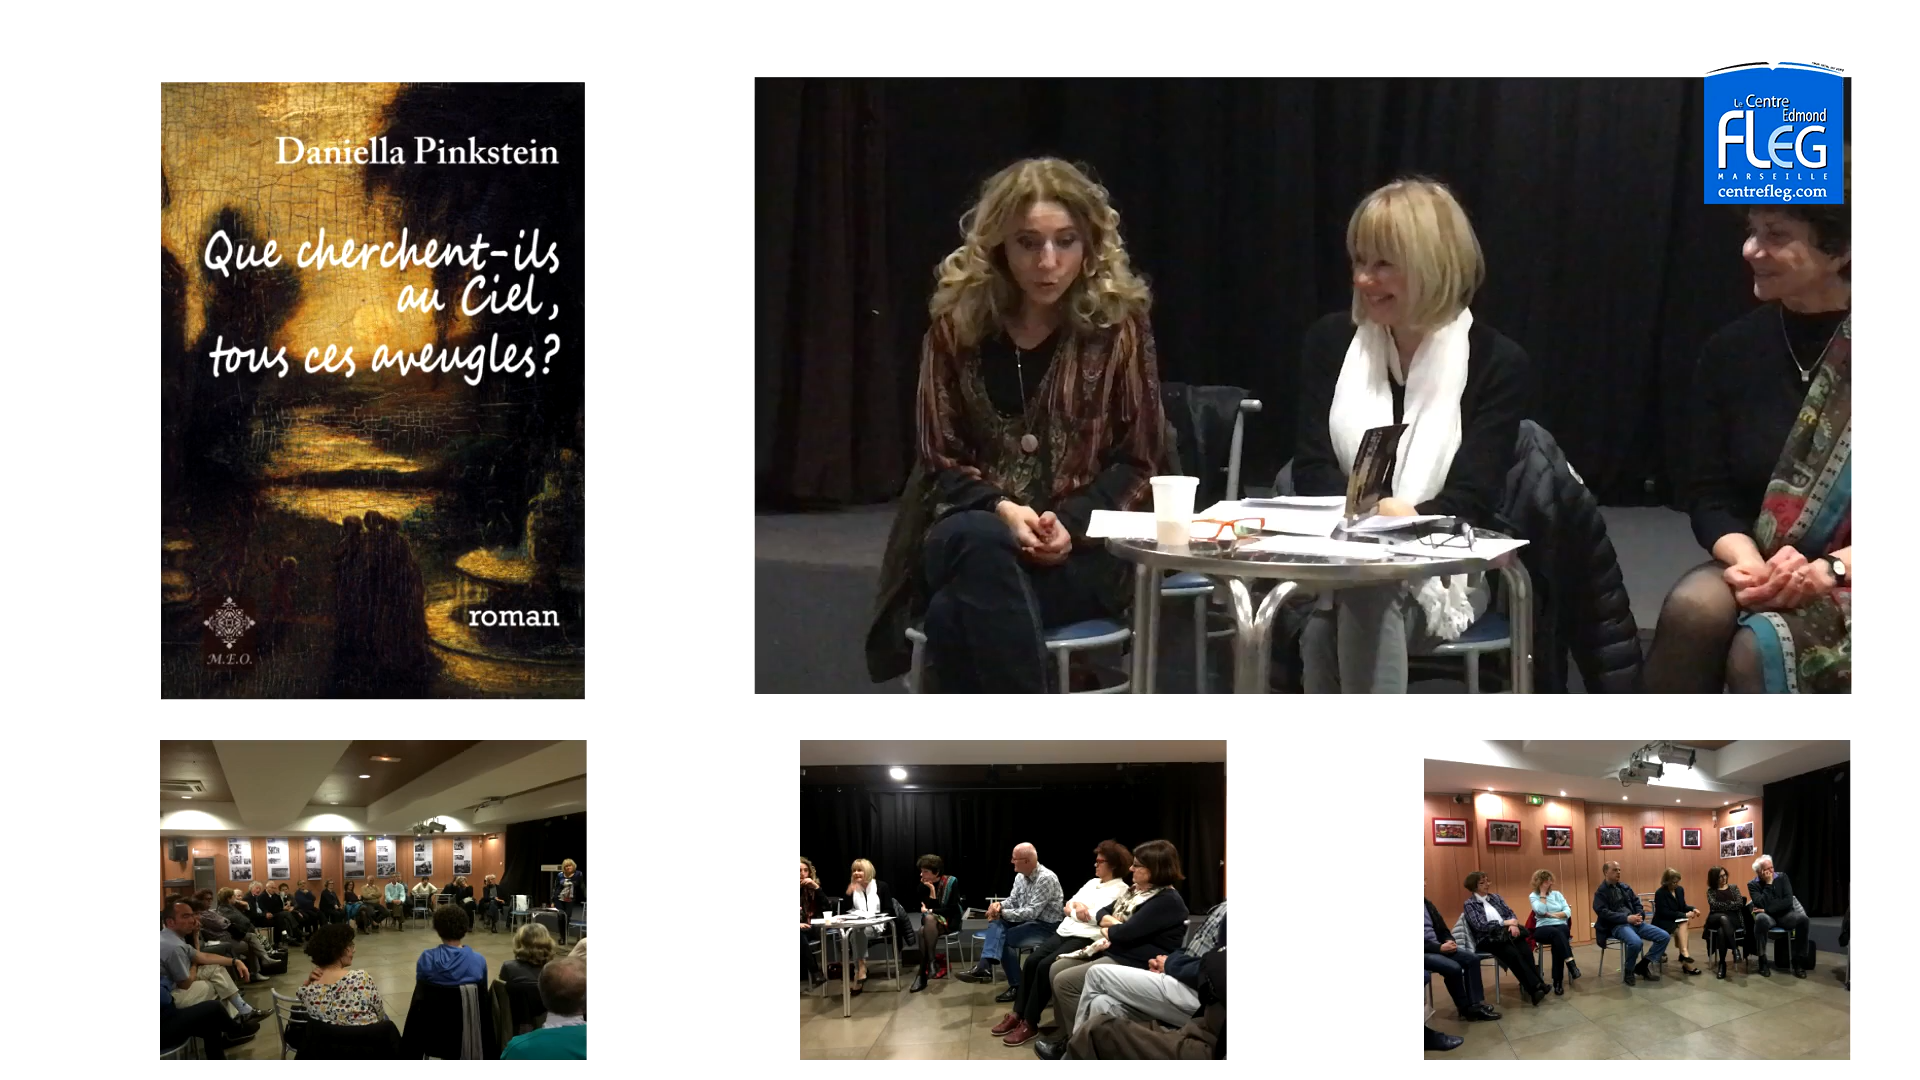 Daniella Pinkstein
Que cherchent-ils
au Ciel,
tous ces aveugles?
roman
M.E.O.
Le Centre
Edmond
FLEG
MARSEILLE
centrefleg.com